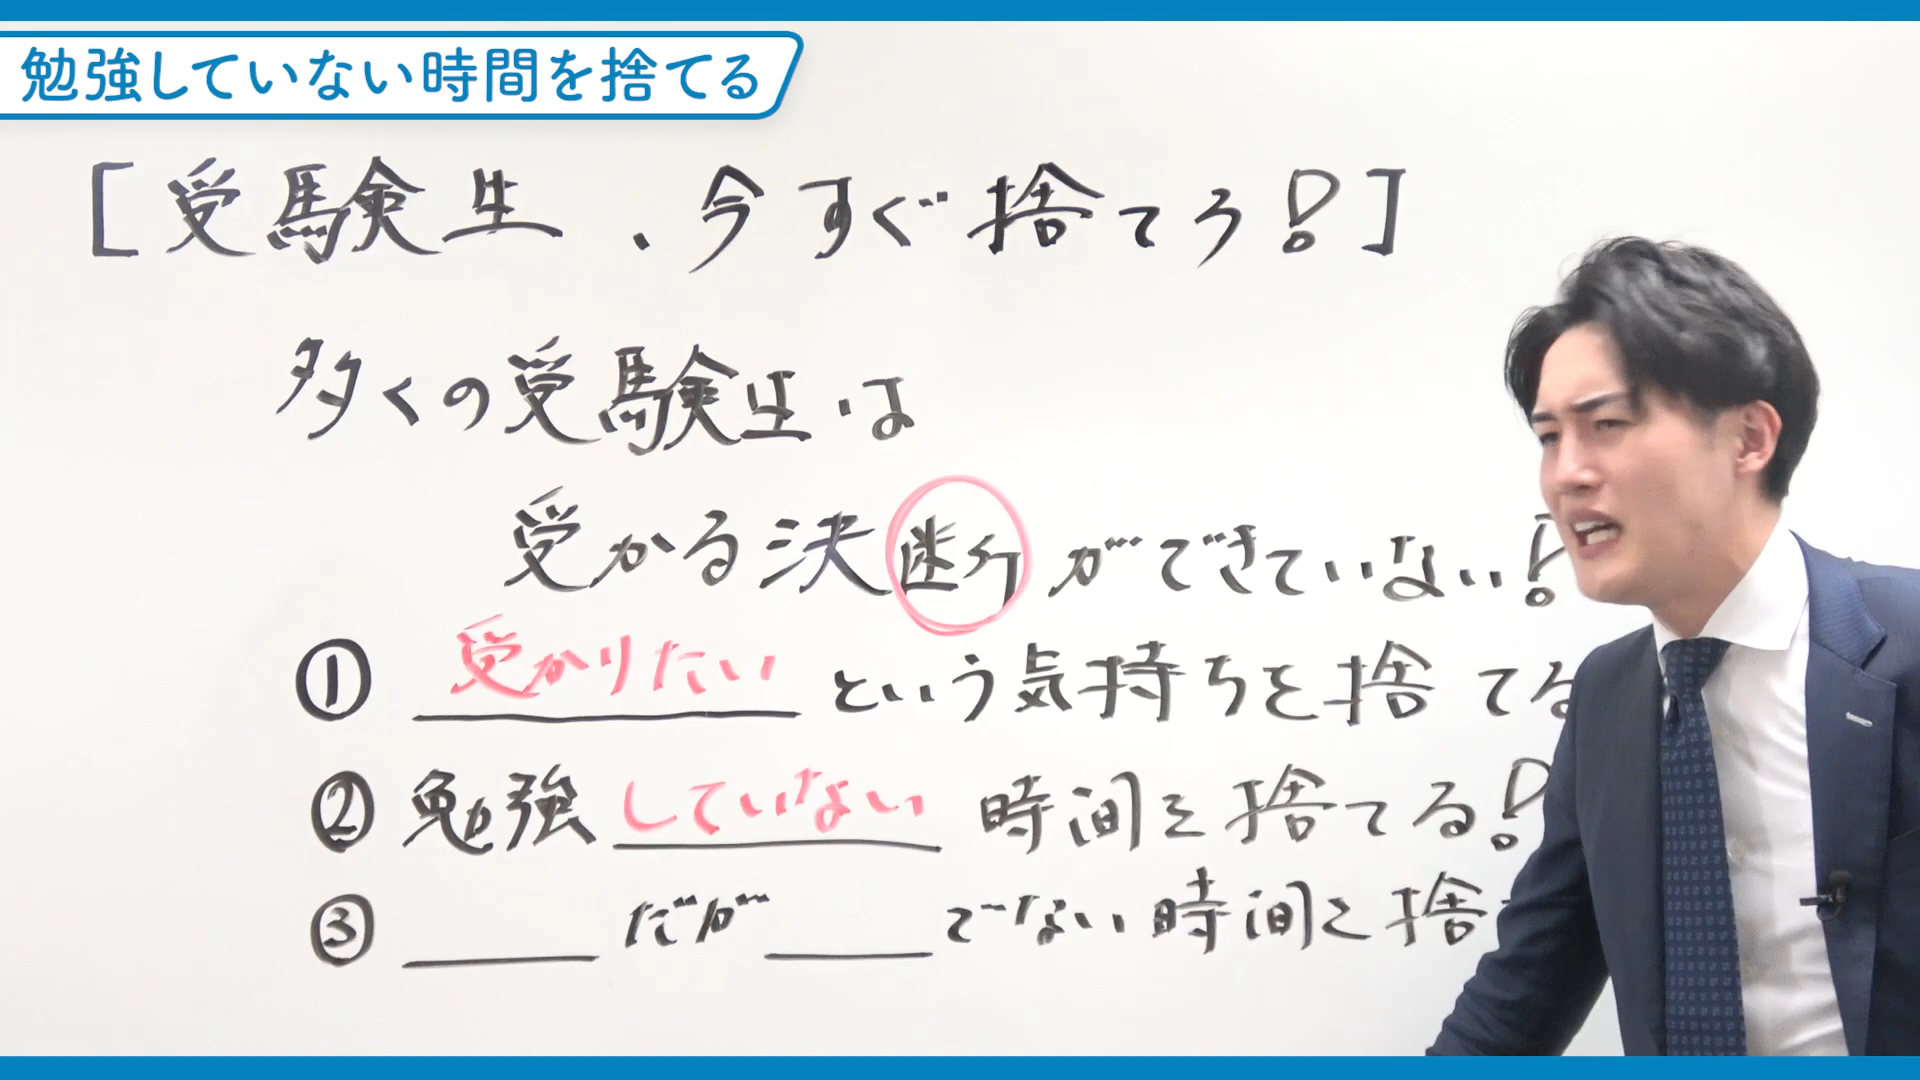 勉強していない時間を捨てる
[受験生、今すぐ捨てろ!]
多くの受験生は
受かる決断ができていない!
① 受かりたい という気持ちを捨てる
② 勉強していない 時間を捨てる!
③ ____ だが ____ でない時間を捨